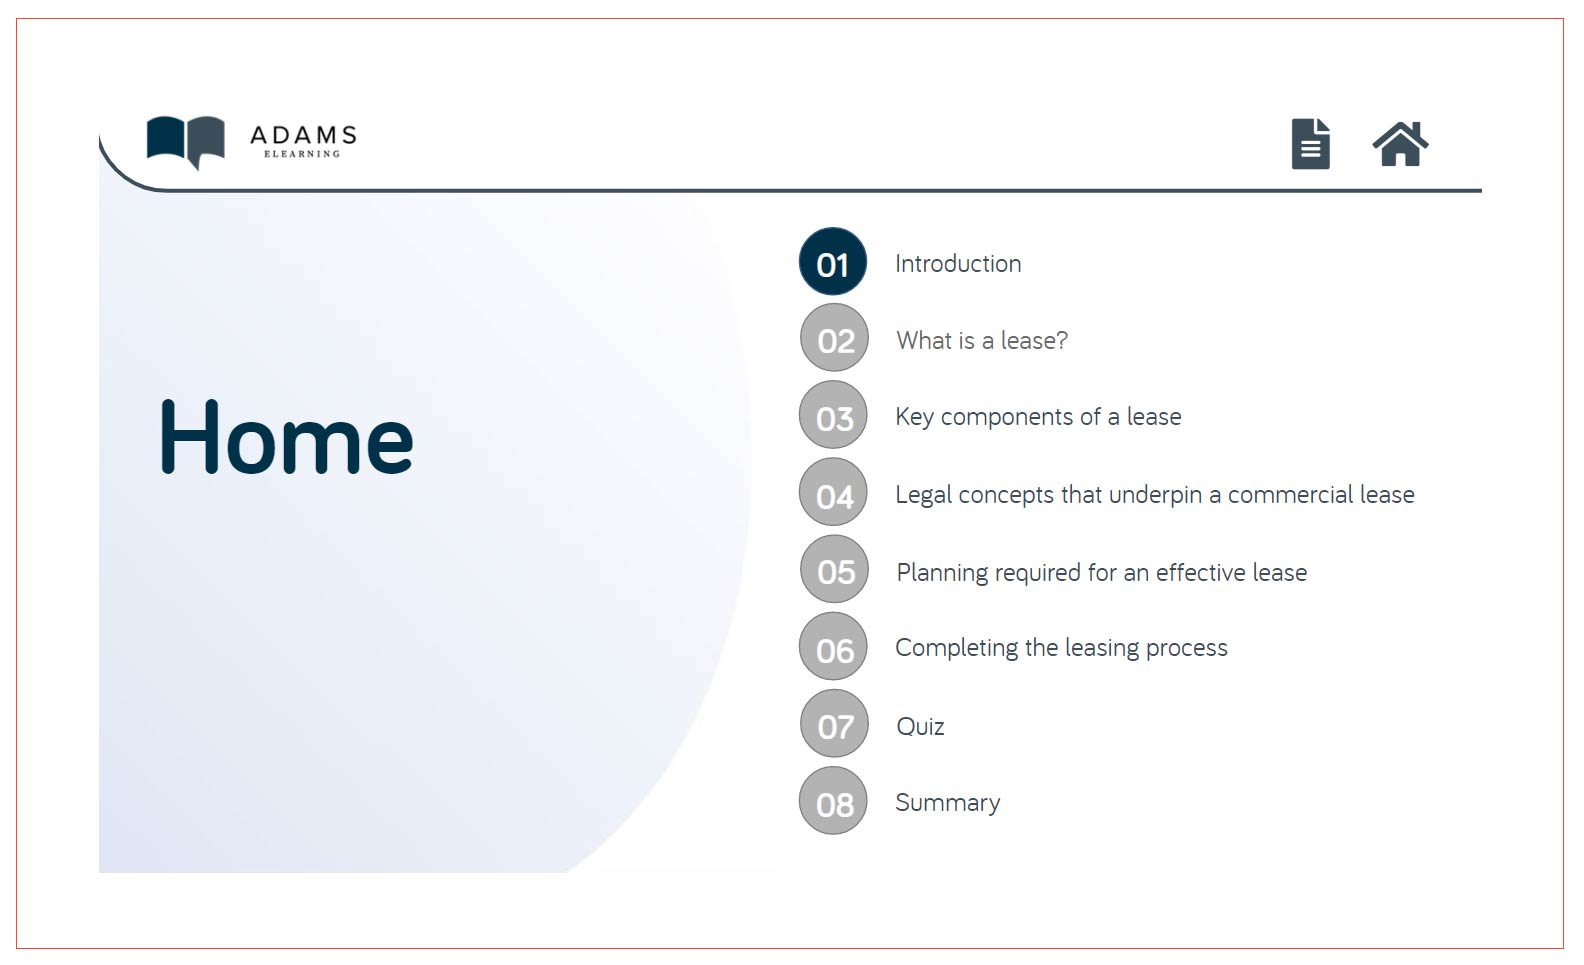 ADAMS
ELEARNING
Home
01 Introduction
02 What is a lease?
03 Key components of a lease
04 Legal concepts that underpin a commercial lease
05 Planning required for an effective lease
06 Completing the leasing process
07 Quiz
08 Summary